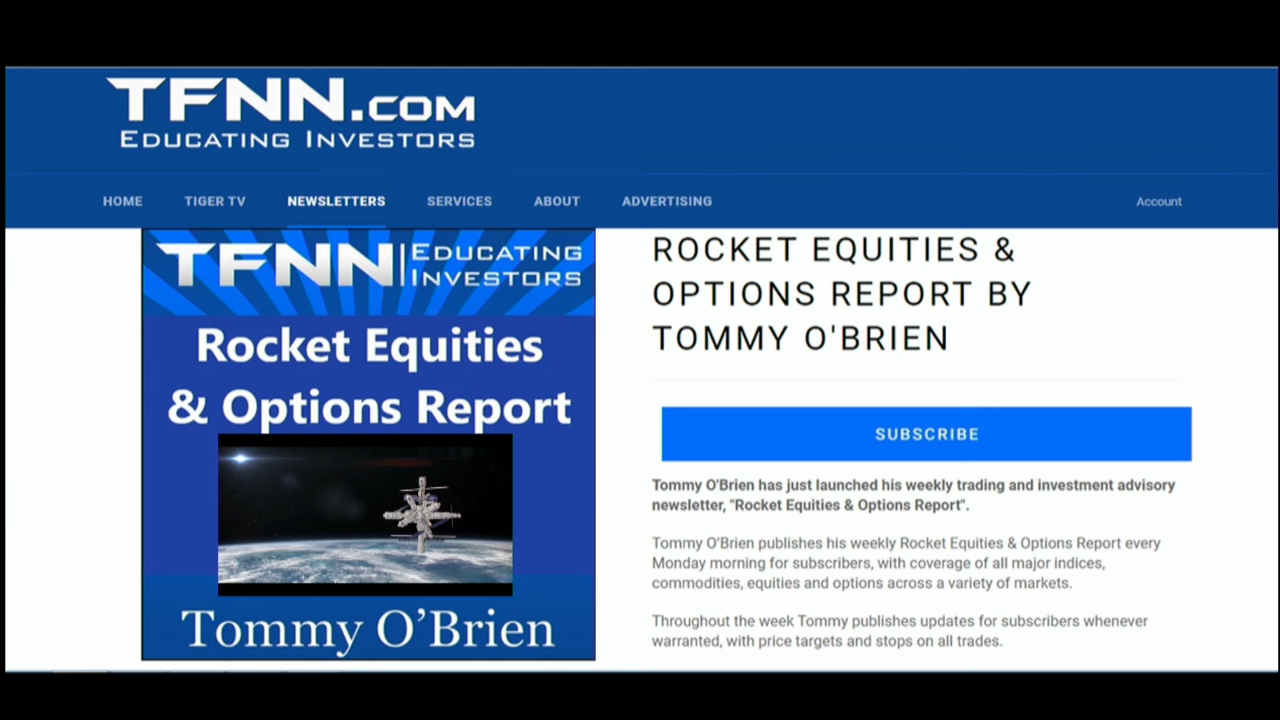 TFNN.COM
EDUCATING INVESTORS
HOME TIGER TV NEWSLETTERS SERVICES ABOUT ADVERTISING Account
TFNN EDUCATING
INVESTORS
Rocket Equities
& Options Report
Tommy O’Brien
ROCKET EQUITIES &
OPTIONS REPORT BY
TOMMY O'BRIEN
SUBSCRIBE
Tommy O'Brien has just launched his weekly trading and investment advisory
newsletter, "Rocket Equities & Options Report".
Tommy O’Brien publishes his weekly Rocket Equities & Options Report every
Monday morning for subscribers, with coverage of all major indices,
commodities, equities and options across a variety of markets.
Throughout the week Tommy publishes updates for subscribers whenever
warranted, with price targets and stops on all trades.